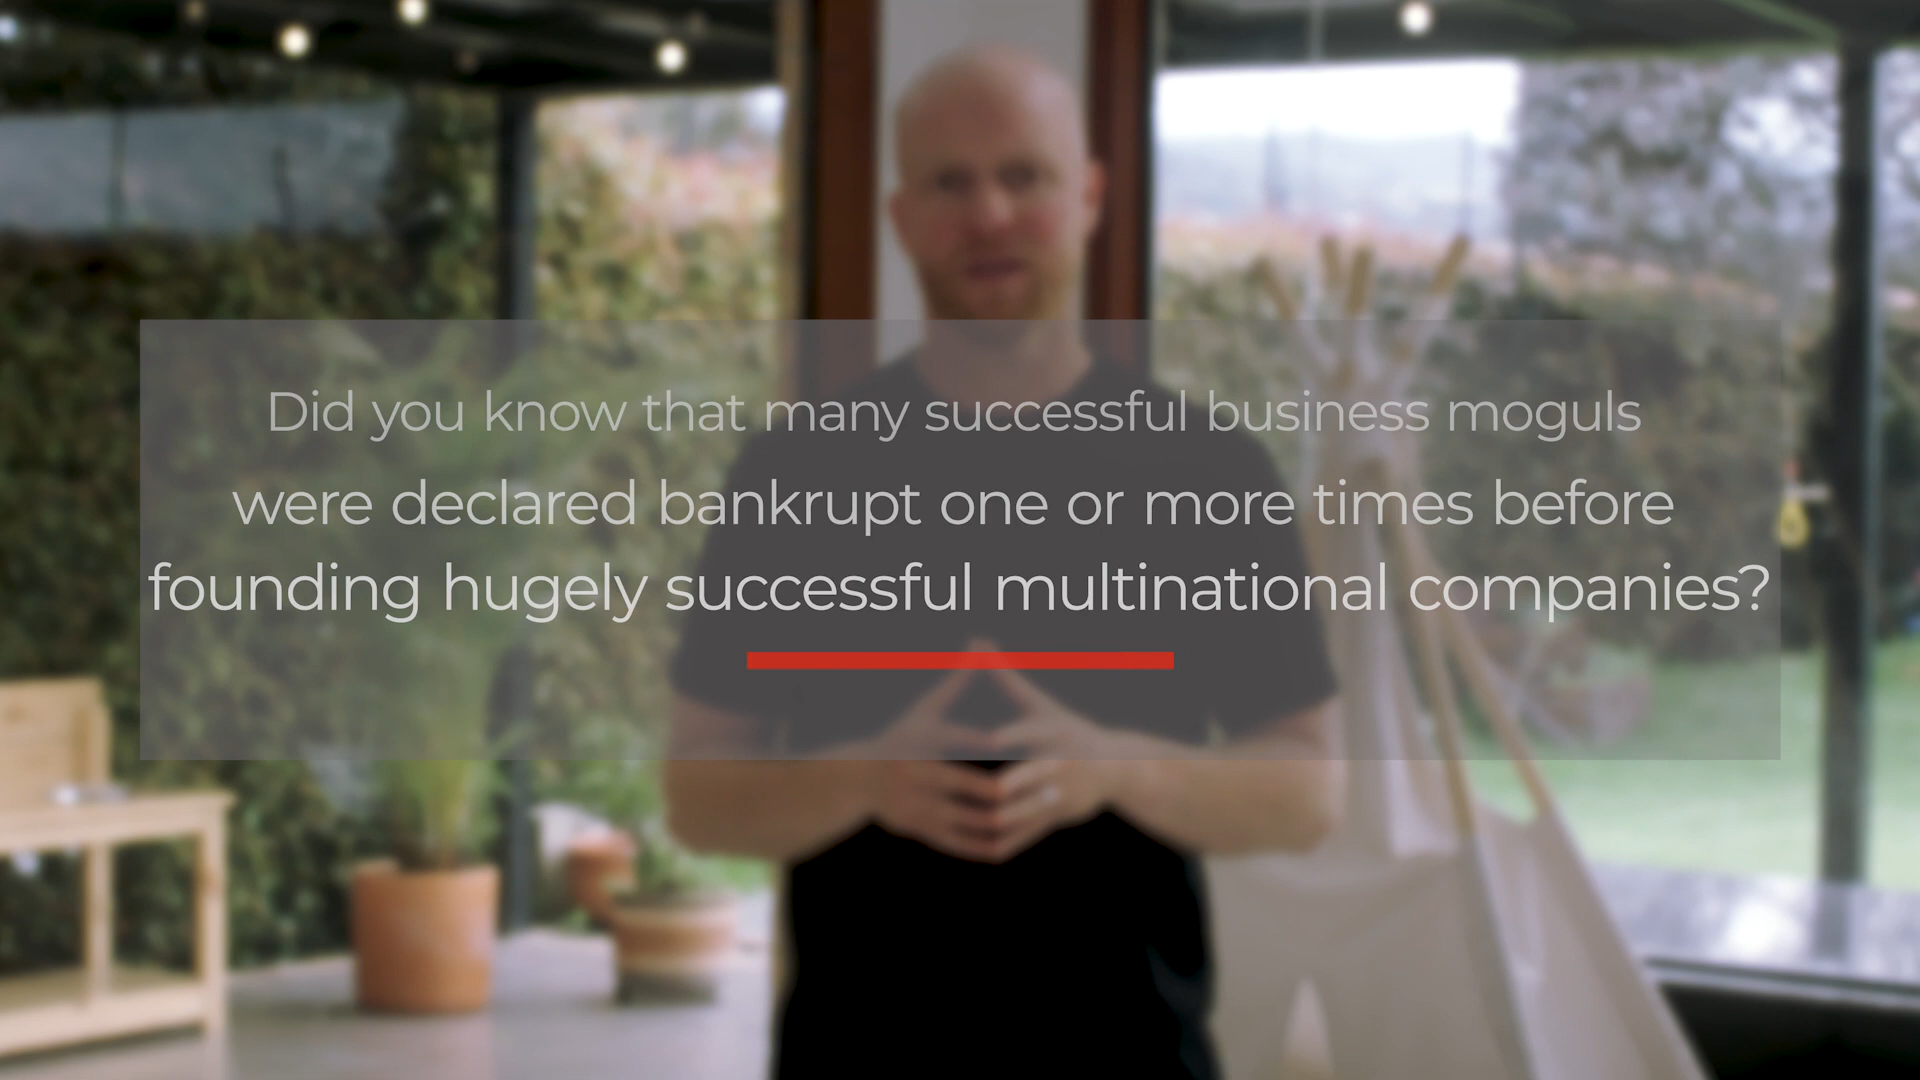 Did you know that many successful business moguls
were declared bankrupt one or more times before
founding hugely successful multinational companies?